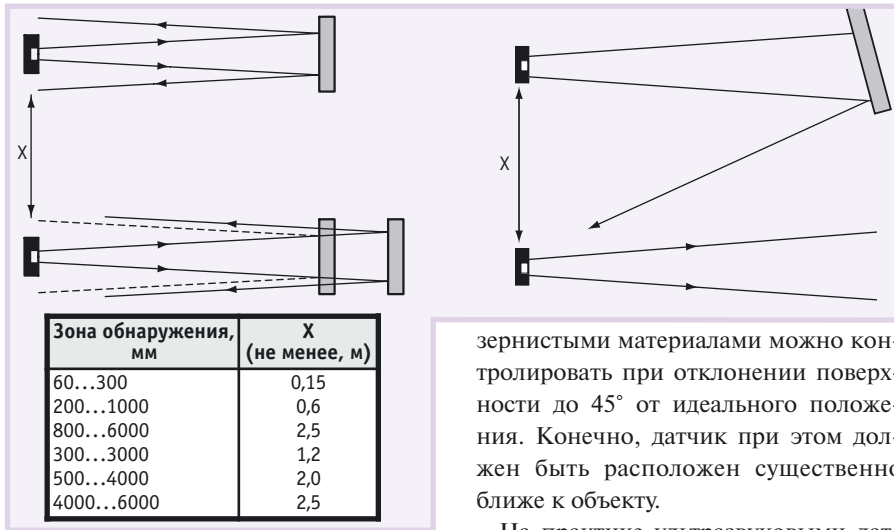 X
X
Зона обнаружения, мм
X (не менее, м)
60...300 0,15
200...1000 0,6
800...6000 2,5
300...3000 1,2
500...4000 2,0
4000...6000 2,5
зернистыми материалами можно кон-
тролировать при отклонении поверх-
ности до 45° от идеального положе-
ния. Конечно, датчик при этом дол-
жен быть расположен существенно
ближе к объекту.